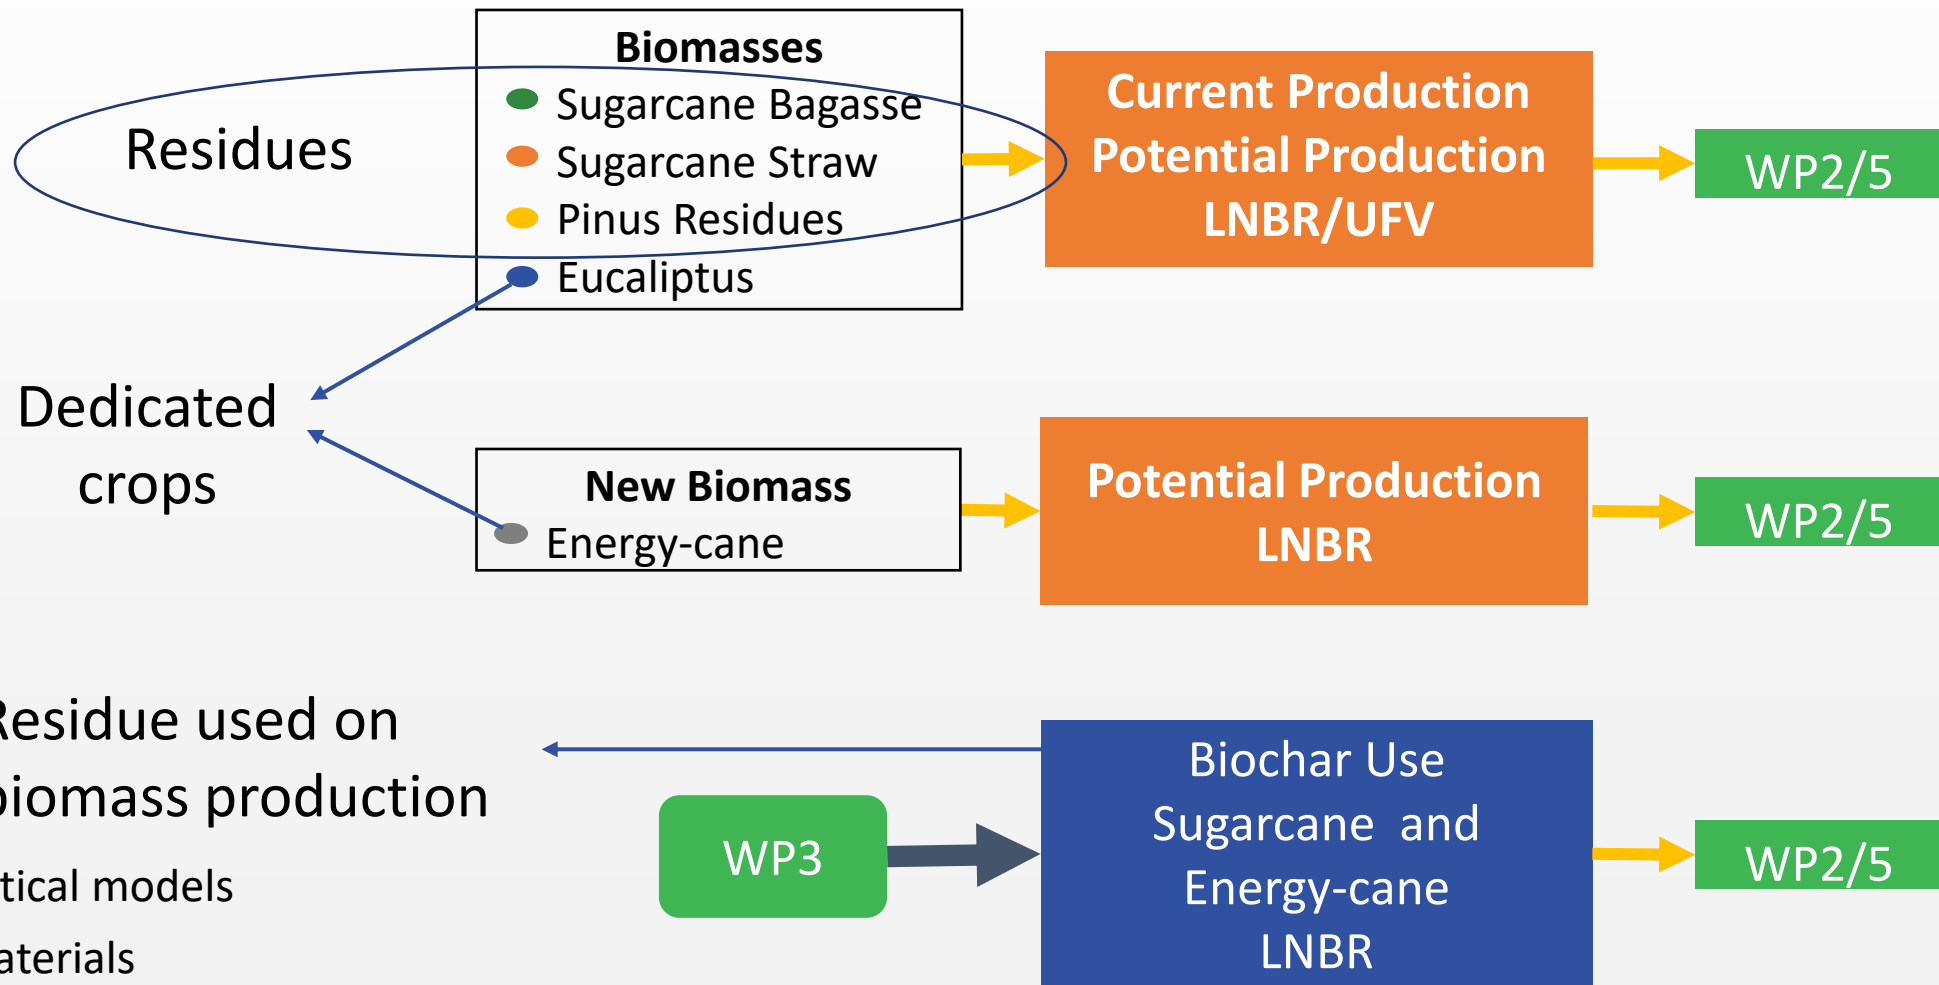 Biomasses
Sugarcane Bagasse
Sugarcane Straw
Pinus Residues
Eucaliptus
Residues
Current Production
Potential Production
LNBR/UFV
WP2/5
Dedicated
crops
New Biomass
Energy-cane
Potential Production
LNBR
WP2/5
Residue used on
biomass production
tical models
aterials
WP3
Biochar Use
Sugarcane and
Energy-cane
LNBR
WP2/5